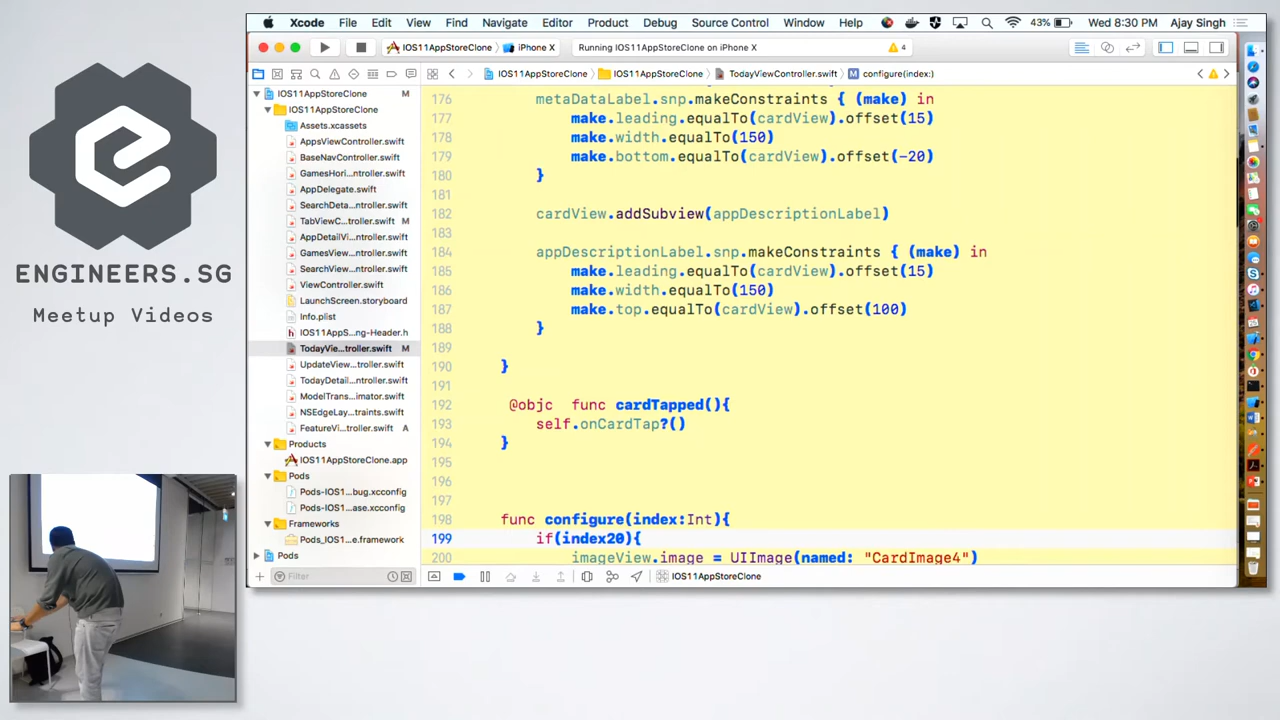 Xcode File Edit View Find Navigate Editor Product Debug Source Control Window Help 43% Wed 8:30 PM Ajay Singh
IOS11AppStoreClone iPhone X Running IOS11AppStoreClone on iPhone X 4
IOS11AppStoreClone IOS11AppStoreClone TodayViewController.swift M configure(index:)
IOS11AppStoreClone M
IOS11AppStoreClone
Assets.xcassets
AppsViewController.swift
BaseNavController.swift
GamesHori...ntroller.swift
AppDelegate.swift
SearchDeta...ntroller.swift
TabViewC...troller.swift M
AppDetailVi...ntroller.swift
GamesView...troller.swift
SearchView...troller.swift
ViewController.swift
LaunchScreen.storyboard
Info.plist
h IOS11AppS...ng-Header.h
TodayVie...troller.swift M
UpdateView...troller.swift
TodayDetail...ntroller.swift
ModelTrans...imator.swift
NSEdgeLay...traints.swift
FeatureVi...troller.swift A
Products
IOS11AppStoreClone.app
Pods
Pods-IOS1...bug.xcconfig
Pods-IOS1...ase.xcconfig
Frameworks
Pods_IOS1...e.framework
Pods
Filter
176 metaDataLabel.snp.makeConstraints { (make) in
177 make.leading.equalTo(cardView).offset(15)
178 make.width.equalTo(150)
179 make.bottom.equalTo(cardView).offset(-20)
180 }
181
182 cardView.addSubview(appDescriptionLabel)
183
184 appDescriptionLabel.snp.makeConstraints { (make) in
185 make.leading.equalTo(cardView).offset(15)
186 make.width.equalTo(150)
187 make.top.equalTo(cardView).offset(100)
188 }
189
190 }
191
192 @objc func cardTapped(){
193 self.onCardTap?()
194 }
195
196
197
198 func configure(index:Int){
199 if(index20){
200 imageView.image = UIImage(named: "CardImage4")
IOS11AppStoreClone
ENGINEERS.SG
Meetup Videos